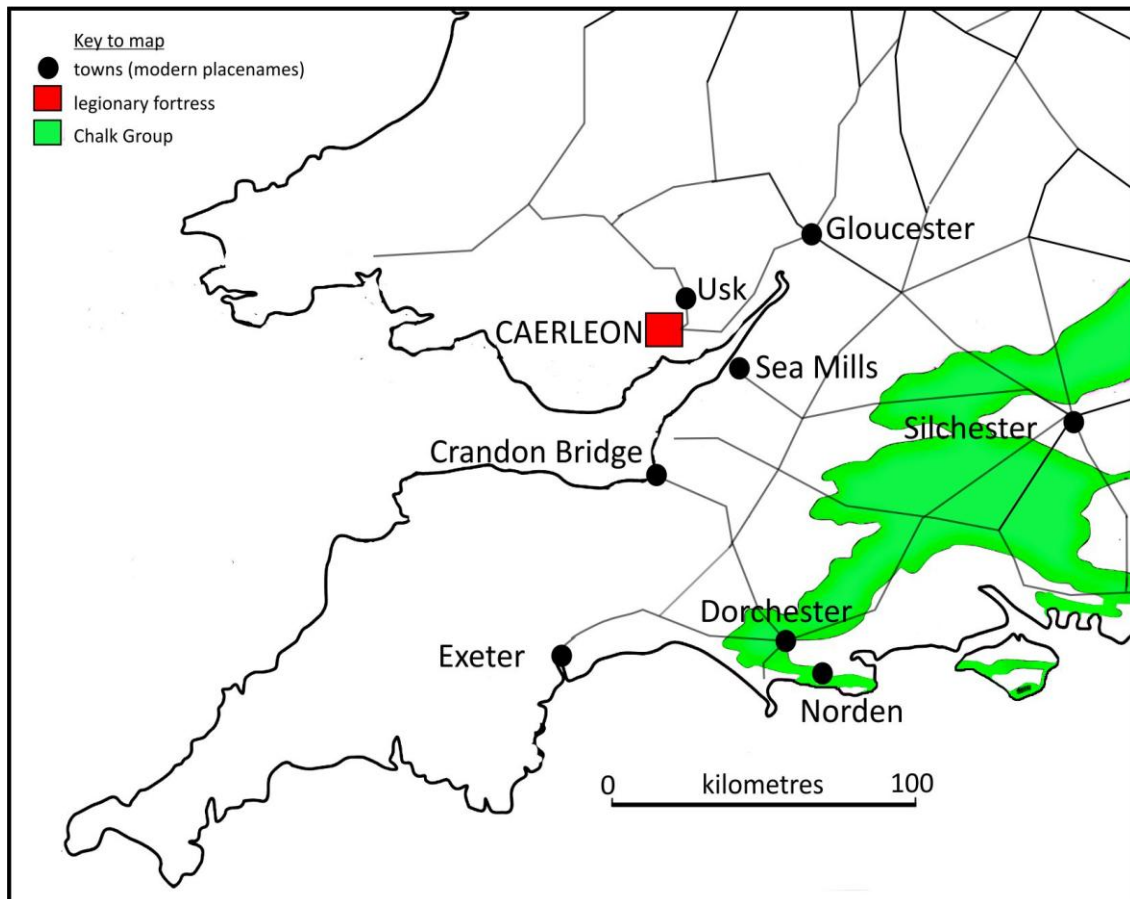 Key to map
towns (modern placenames)
legionary fortress
Chalk Group
Gloucester
Usk
CAERLEON
Sea Mills
Silchester
Crandon Bridge
Dorchester
Exeter
Norden
0 kilometres 100